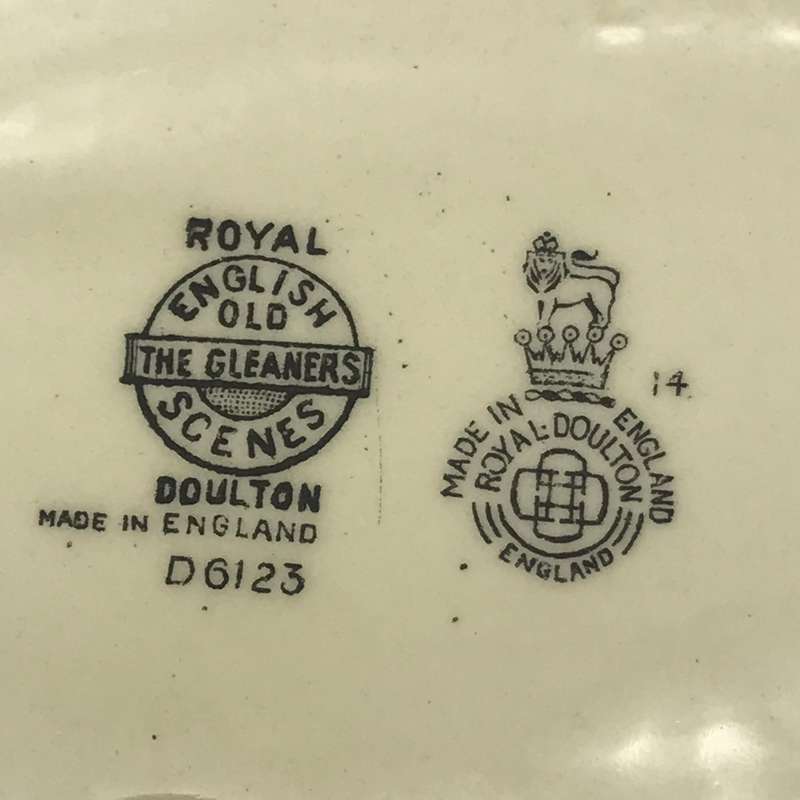 ROYAL
ENGLISH
OLD
THE GLEANERS
SCENES
DOULTON
MADE IN ENGLAND
D6123
14
MADE IN ENGLAND
ROYAL·DOULTON
ENGLAND